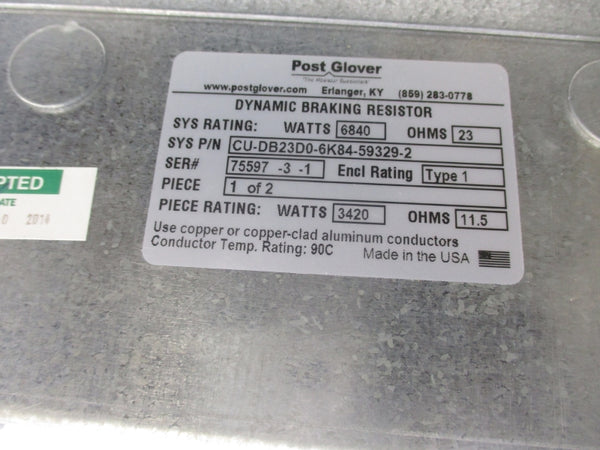 Post Glover
"The Resistor Specialists"
www.postglover.com Erlanger, KY (859) 283-0778
DYNAMIC BRAKING RESISTOR
SYS RATING: WATTS 6840 OHMS 23
SYS P/N CU-DB23D0-6K84-59329-2
SER# 75597 -3 -1 Encl Rating Type 1
PIECE 1 of 2
PIECE RATING: WATTS 3420 OHMS 11.5
Use copper or copper-clad aluminum conductors
Conductor Temp. Rating: 90C Made in the USA
PTED
ATE
0 2014